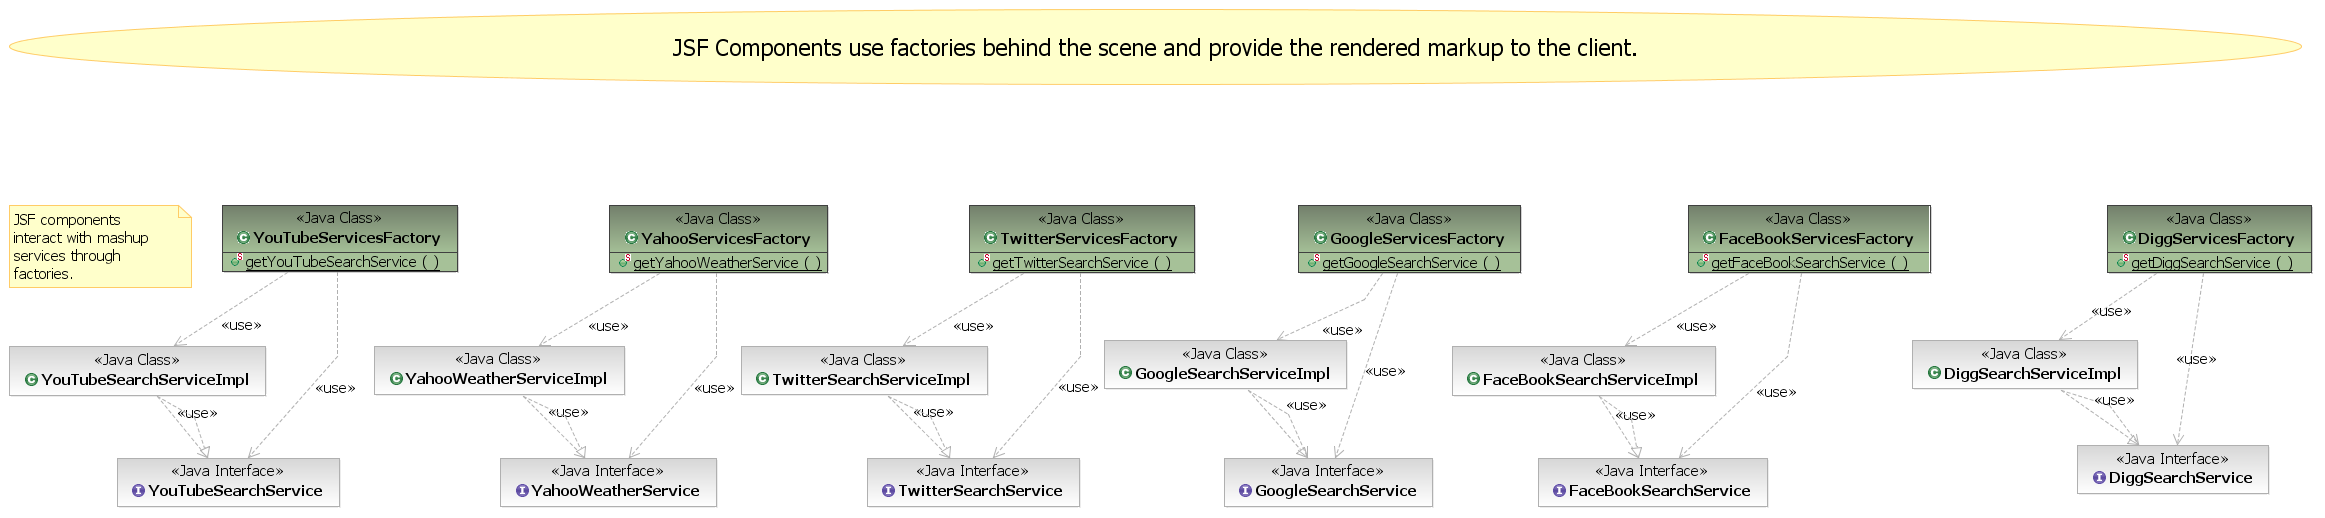 JSF Components use factories behind the scene and provide the rendered markup to the client.
JSF components
interact with mashup
services through
factories.
«Java Class»
YouTubeServicesFactory
getYouTubeSearchService ( )
«Java Class»
YahooServicesFactory
getYahooWeatherService ( )
«Java Class»
TwitterServicesFactory
getTwitterSearchService ( )
«Java Class»
GoogleServicesFactory
getGoogleSearchService ( )
«Java Class»
FaceBookServicesFactory
getFaceBookSearchService ( )
«Java Class»
DiggServicesFactory
getDiggSearchService ( )
«use»
«use»
«use»
«use»
«use»
«use»
«Java Class»
YouTubeSearchServiceImpl
«Java Class»
YahooWeatherServiceImpl
«Java Class»
TwitterSearchServiceImpl
«Java Class»
GoogleSearchServiceImpl
«Java Class»
FaceBookSearchServiceImpl
«Java Class»
DiggSearchServiceImpl
«use»
«use»
«use»
«use»
«use»
«use»
«use»
«use»
«use»
«use»
«use»
«use»
«Java Interface»
YouTubeSearchService
«Java Interface»
YahooWeatherService
«Java Interface»
TwitterSearchService
«Java Interface»
GoogleSearchService
«Java Interface»
FaceBookSearchService
«Java Interface»
DiggSearchService